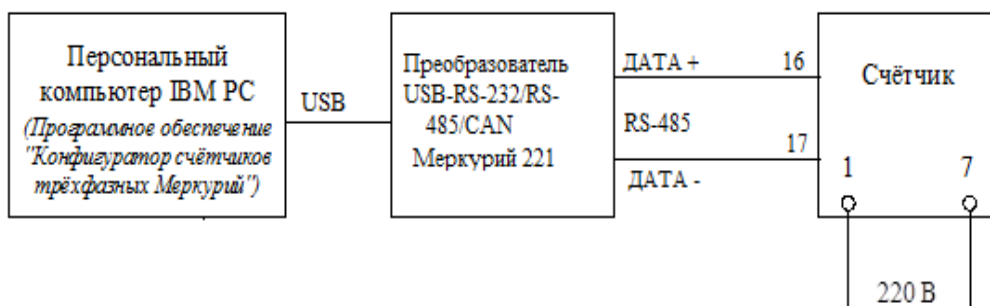 Персональный
компьютер IBM PC
(Программное обеспечение
"Конфигуратор счётчиков
трёхфазных Меркурий")
USB
Преобразователь
USB-RS-232/RS-
485/CAN
Меркурий 221
ДАТА +
16
RS-485
17
ДАТА -
Счётчик
1
7
220 В